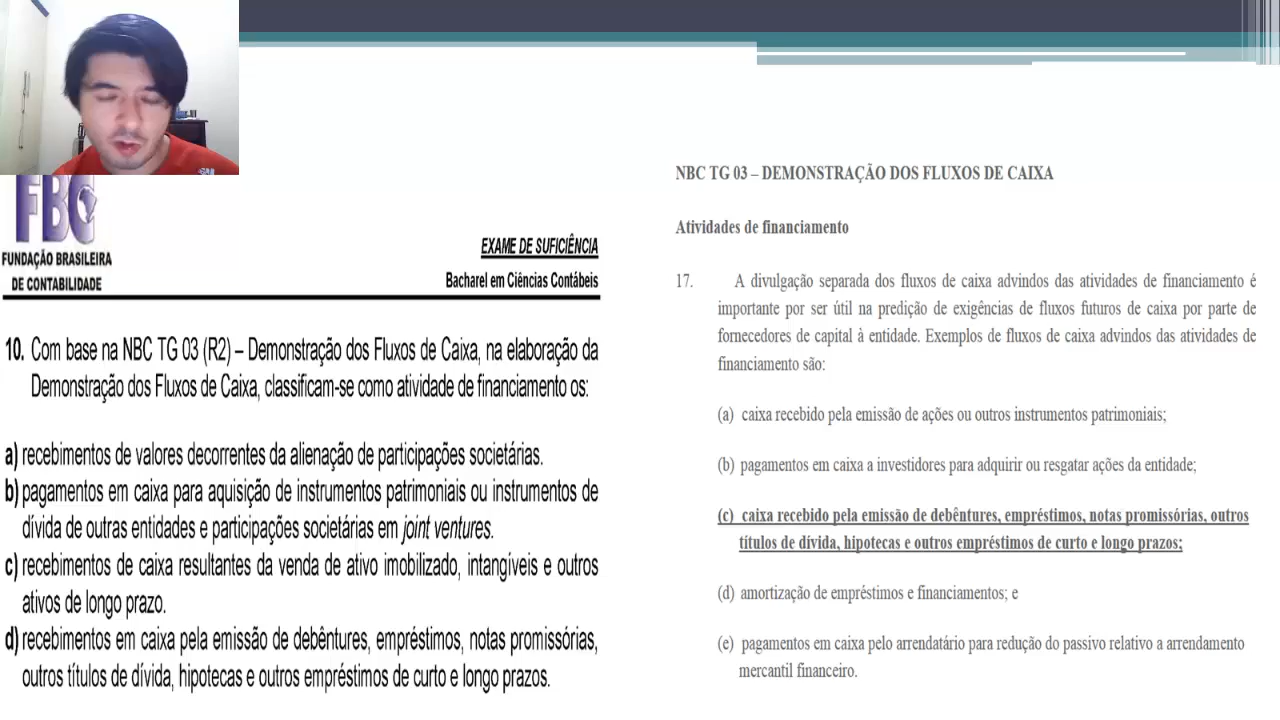 FBC
FUNDAÇÃO BRASILEIRA
DE CONTABILIDADE
EXAME DE SUFICIÊNCIA
Bacharel em Ciências Contábeis
10. Com base na NBC TG 03 (R2) – Demonstração dos Fluxos de Caixa, na elaboração da
Demonstração dos Fluxos de Caixa, classificam-se como atividade de financiamento os:
a) recebimentos de valores decorrentes da alienação de participações societárias.
b) pagamentos em caixa para aquisição de instrumentos patrimoniais ou instrumentos de
dívida de outras entidades e participações societárias em joint ventures.
c) recebimentos de caixa resultantes da venda de ativo imobilizado, intangíveis e outros
ativos de longo prazo.
d) recebimentos em caixa pela emissão de debêntures, empréstimos, notas promissórias,
outros títulos de dívida, hipotecas e outros empréstimos de curto e longo prazos.
NBC TG 03 – DEMONSTRAÇÃO DOS FLUXOS DE CAIXA
Atividades de financiamento
17. A divulgação separada dos fluxos de caixa advindos das atividades de financiamento é
importante por ser útil na predição de exigências de fluxos futuros de caixa por parte de
fornecedores de capital à entidade. Exemplos de fluxos de caixa advindos das atividades de
financiamento são:
(a) caixa recebido pela emissão de ações ou outros instrumentos patrimoniais;
(b) pagamentos em caixa a investidores para adquirir ou resgatar ações da entidade;
(c) caixa recebido pela emissão de debêntures, empréstimos, notas promissórias, outros
títulos de dívida, hipotecas e outros empréstimos de curto e longo prazos;
(d) amortização de empréstimos e financiamentos; e
(e) pagamentos em caixa pelo arrendatário para redução do passivo relativo a arrendamento
mercantil financeiro.